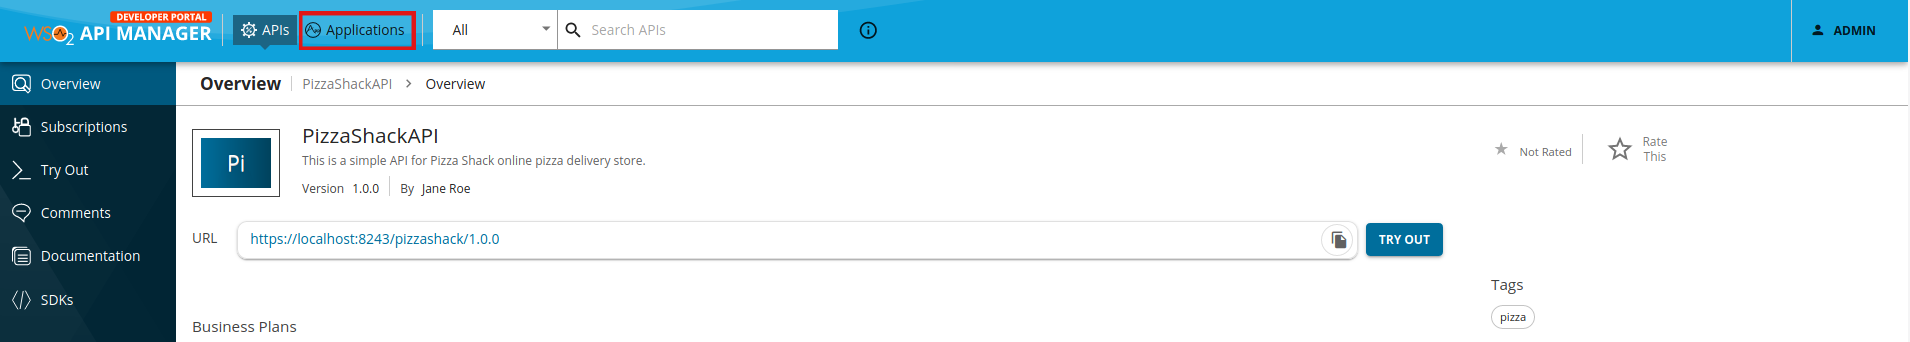 DEVELOPER PORTAL
WSO2 API MANAGER
APIs
Applications
All
Search APIs
ADMIN
Overview
Subscriptions
Try Out
Comments
Documentation
SDKs
Overview
PizzaShackAPI > Overview
Pi
PizzaShackAPI
This is a simple API for Pizza Shack online pizza delivery store.
Version 1.0.0 By Jane Roe
Not Rated
Rate
This
URL
https://localhost:8243/pizzashack/1.0.0
TRY OUT
Tags
pizza
Business Plans